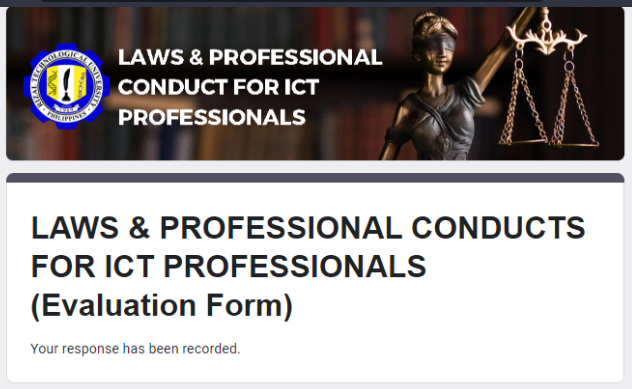 LAWS & PROFESSIONAL
CONDUCT FOR ICT
PROFESSIONALS
RIZAL TECHNOLOGICAL UNIVERSITY
PHILIPPINES
LAWS & PROFESSIONAL CONDUCTS
FOR ICT PROFESSIONALS
(Evaluation Form)
Your response has been recorded.